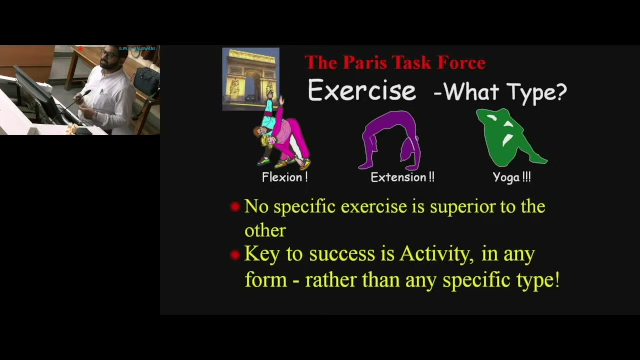 The Paris Task Force
Exercise -What Type?
Flexion !
Extension !!
Yoga !!!
No specific exercise is superior to the
other
Key to success is Activity, in any
form - rather than any specific type!